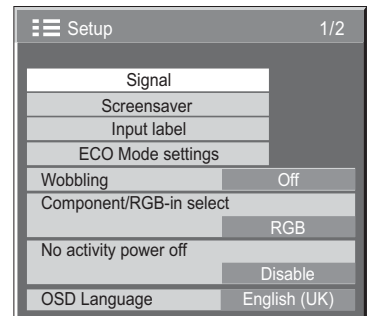 Setup 1/2
Signal
Screensaver
Input label
ECO Mode settings
Wobbling Off
Component/RGB-in select
RGB
No activity power off
Disable
OSD Language English (UK)